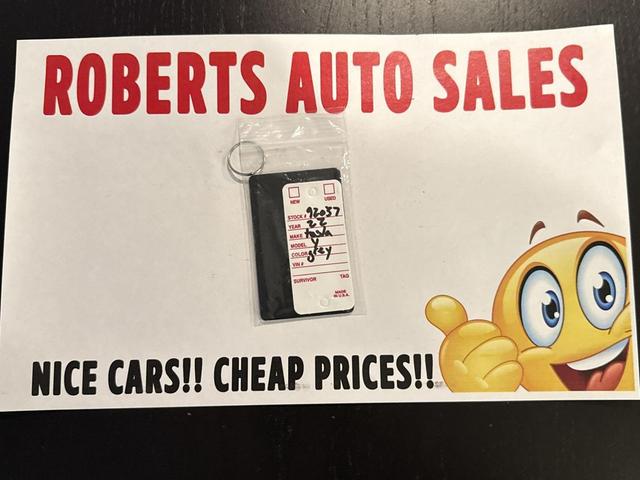 ROBERTS AUTO SALES
NEW USED
STOCK # 92037
YEAR 22
MAKE Tesla
MODEL Y
COLOR grey
VIN #
SURVIVOR TAG
MADE
IN U.S.A.
NICE CARS!! CHEAP PRICES!!